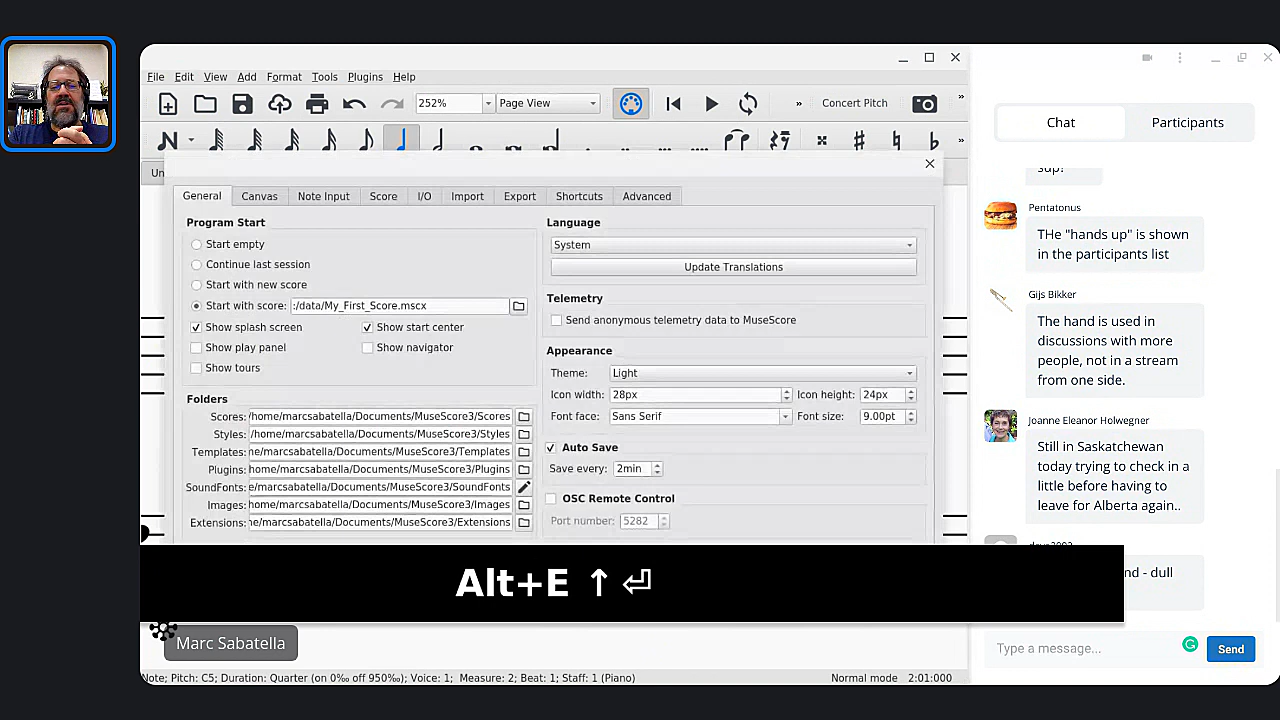 File Edit View Add Format Tools Plugins Help
252% Page View » Concert Pitch »
N »
Un
General Canvas Note Input Score I/O Import Export Shortcuts Advanced
Program Start
Start empty
Continue last session
Start with new score
Start with score: :/data/My_First_Score.mscx
Show splash screen Show start center
Show play panel Show navigator
Show tours
Folders
Scores: /home/marcsabatella/Documents/MuseScore3/Scores
Styles: /home/marcsabatella/Documents/MuseScore3/Styles
Templates: ne/marcsabatella/Documents/MuseScore3/Templates
Plugins: home/marcsabatella/Documents/MuseScore3/Plugins
SoundFonts: e/marcsabatella/Documents/MuseScore3/SoundFonts
Images: home/marcsabatella/Documents/MuseScore3/Images
Extensions: ne/marcsabatella/Documents/MuseScore3/Extensions
Language
System
Update Translations
Telemetry
Send anonymous telemetry data to MuseScore
Appearance
Theme: Light
Icon width: 28px Icon height: 24px
Font face: Sans Serif Font size: 9.00pt
Auto Save
Save every: 2min
OSC Remote Control
Port number: 5282
Alt+E ↑ ⏎
Marc Sabatella
Note; Pitch: C5; Duration: Quarter (on 0‰ off 950‰); Voice: 1; Measure: 2; Beat: 1; Staff: 1 (Piano) Normal mode 2:01:000
Chat Participants
sup?
Pentatonus
THe "hands up" is shown
in the participants list
Gijs Bikker
The hand is used in
discussions with more
people, not in a stream
from one side.
Joanne Eleanor Holwegner
Still in Saskatchewan
today trying to check in a
little before having to
leave for Alberta again..
nd - dull
Type a message... Send